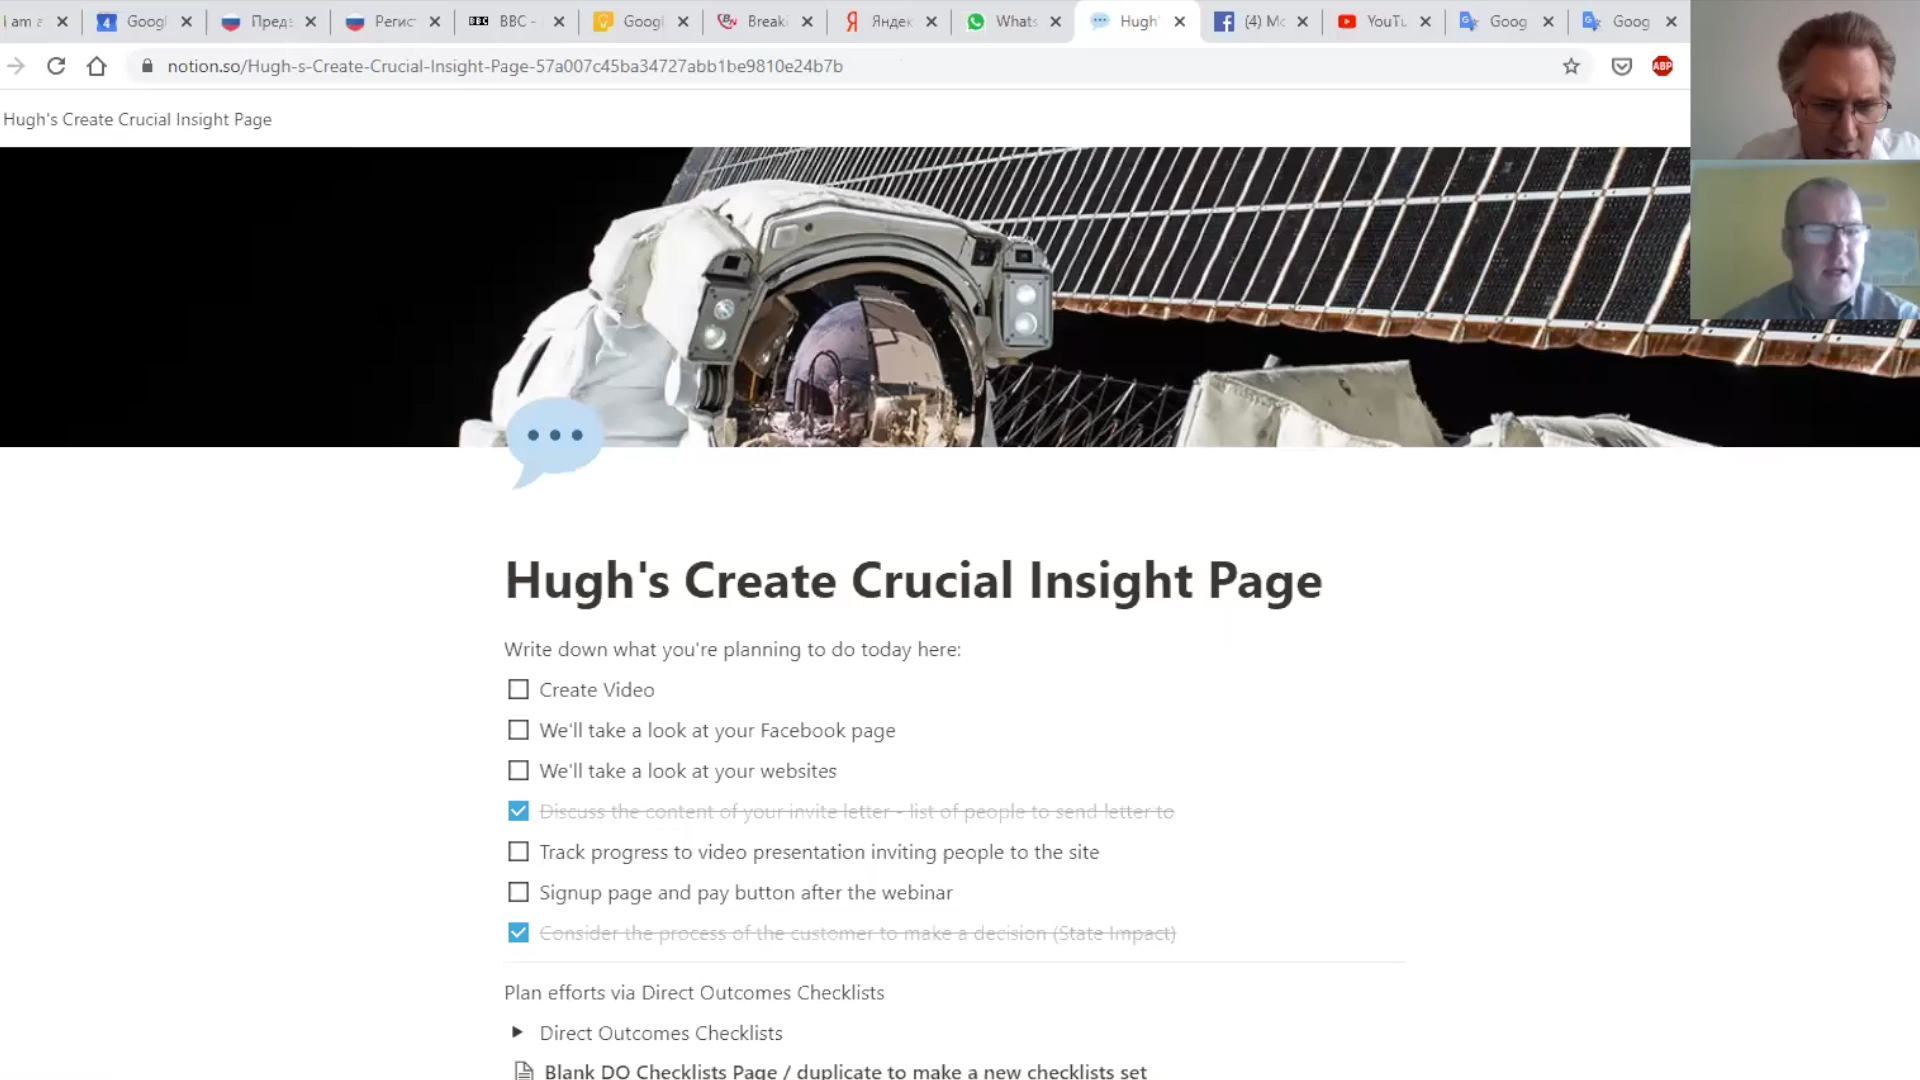 I am a
Googl
Предс
Регис
BBC BBC -
Googl
BN Breaki
Я Яндек
Whats
Hugh'
(4) Мо
YouTu
Goog
Goog
notion.so/Hugh-s-Create-Crucial-Insight-Page-57a007c45ba34727abb1be9810e24b7b
ABP
Hugh's Create Crucial Insight Page
Hugh's Create Crucial Insight Page
Write down what you're planning to do today here:
Create Video
We'll take a look at your Facebook page
We'll take a look at your websites
Discuss the content of your invite letter - list of people to send letter to
Track progress to video presentation inviting people to the site
Signup page and pay button after the webinar
Consider the process of the customer to make a decision (State Impact)
Plan efforts via Direct Outcomes Checklists
Direct Outcomes Checklists
Blank DO Checklists Page / duplicate to make a new checklists set